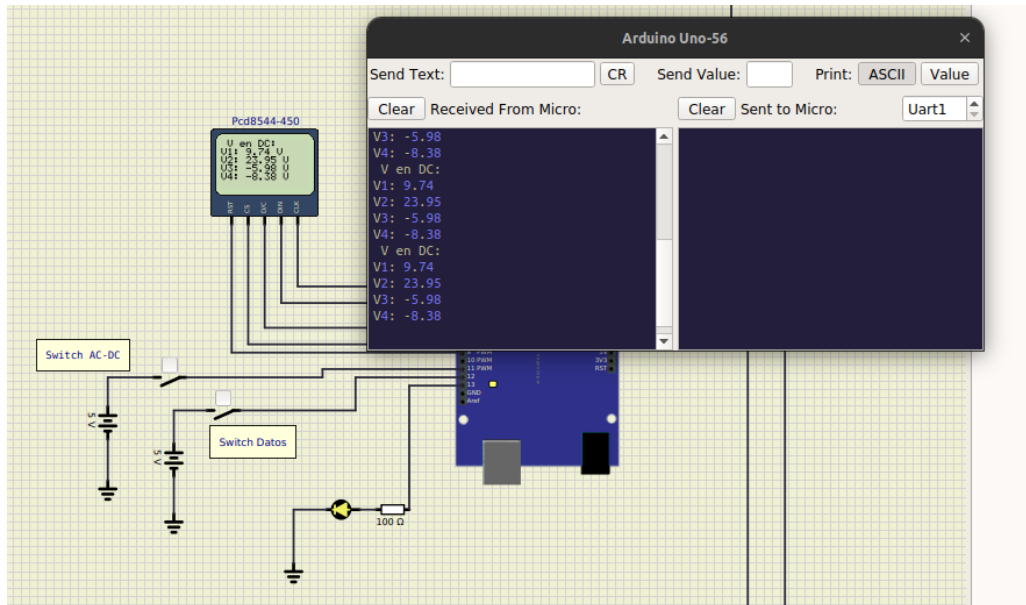 Arduino Uno-56
Send Text:
CR
Send Value:
Print:
ASCII
Value
Clear
Received From Micro:
Clear
Sent to Micro:
Uart1
V3: -5.98
V4: -8.38
V en DC:
V1: 9.74
V2: 23.95
V3: -5.98
V4: -8.38
V en DC:
V1: 9.74
V2: 23.95
V3: -5.98
V4: -8.38
Pcd8544-450
V en DC:
V1: 9.74 V
V2: 23.95 V
V3: -5.98 V
V4: -8.38 V
RST
CS
D/C
DIN
CLK
Switch AC-DC
5 V
5 V
Switch Datos
10 PWM
11 PWM
12
13
GND
Aref
3V3
RST
100 Ω